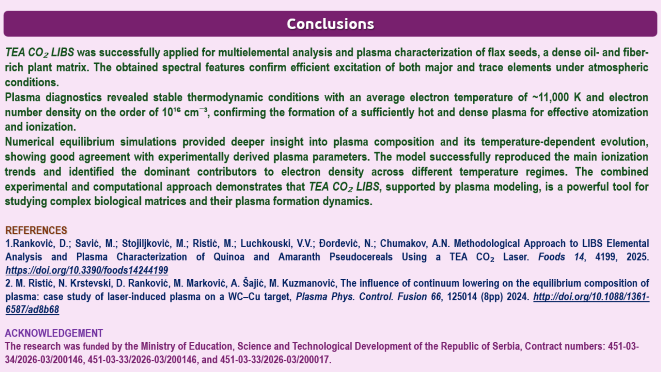 Conclusions
TEA CO₂ LIBS was successfully applied for multielemental analysis and plasma characterization of flax seeds, a dense oil- and fiber-
rich plant matrix. The obtained spectral features confirm efficient excitation of both major and trace elements under atmospheric
conditions.
Plasma diagnostics revealed stable thermodynamic conditions with an average electron temperature of ~11,000 K and electron
number density on the order of 10¹⁶ cm⁻³, confirming the formation of a sufficiently hot and dense plasma for effective atomization
and ionization.
Numerical equilibrium simulations provided deeper insight into plasma composition and its temperature-dependent evolution,
showing good agreement with experimentally derived plasma parameters. The model successfully reproduced the main ionization
trends and identified the dominant contributors to electron density across different temperature regimes. The combined
experimental and computational approach demonstrates that TEA CO₂ LIBS, supported by plasma modeling, is a powerful tool for
studying complex biological matrices and their plasma formation dynamics.
REFERENCES
1.Ranković, D.; Savić, M.; Stojiljković, M.; Ristić, M.; Luchkouski, V.V.; Đorđević, N.; Chumakov, A.N. Methodological Approach to LIBS Elemental
Analysis and Plasma Characterization of Quinoa and Amaranth Pseudocereals Using a TEA CO₂ Laser. Foods 14, 4199, 2025.
https://doi.org/10.3390/foods14244199
2. M. Ristić, N. Krstevski, D. Ranković, M. Marković, A. Šajić, M. Kuzmanović, The influence of continuum lowering on the equilibrium composition of
plasma: case study of laser-induced plasma on a WC–Cu target, Plasma Phys. Control. Fusion 66, 125014 (8pp) 2024. http://doi.org/10.1088/1361-
6587/ad8b68
ACKNOWLEDGEMENT
The research was funded by the Ministry of Education, Science and Technological Development of the Republic of Serbia, Contract numbers: 451-03-
34/2026-03/200146, 451-03-33/2026-03/200146, and 451-03-33/2026-03/200017.